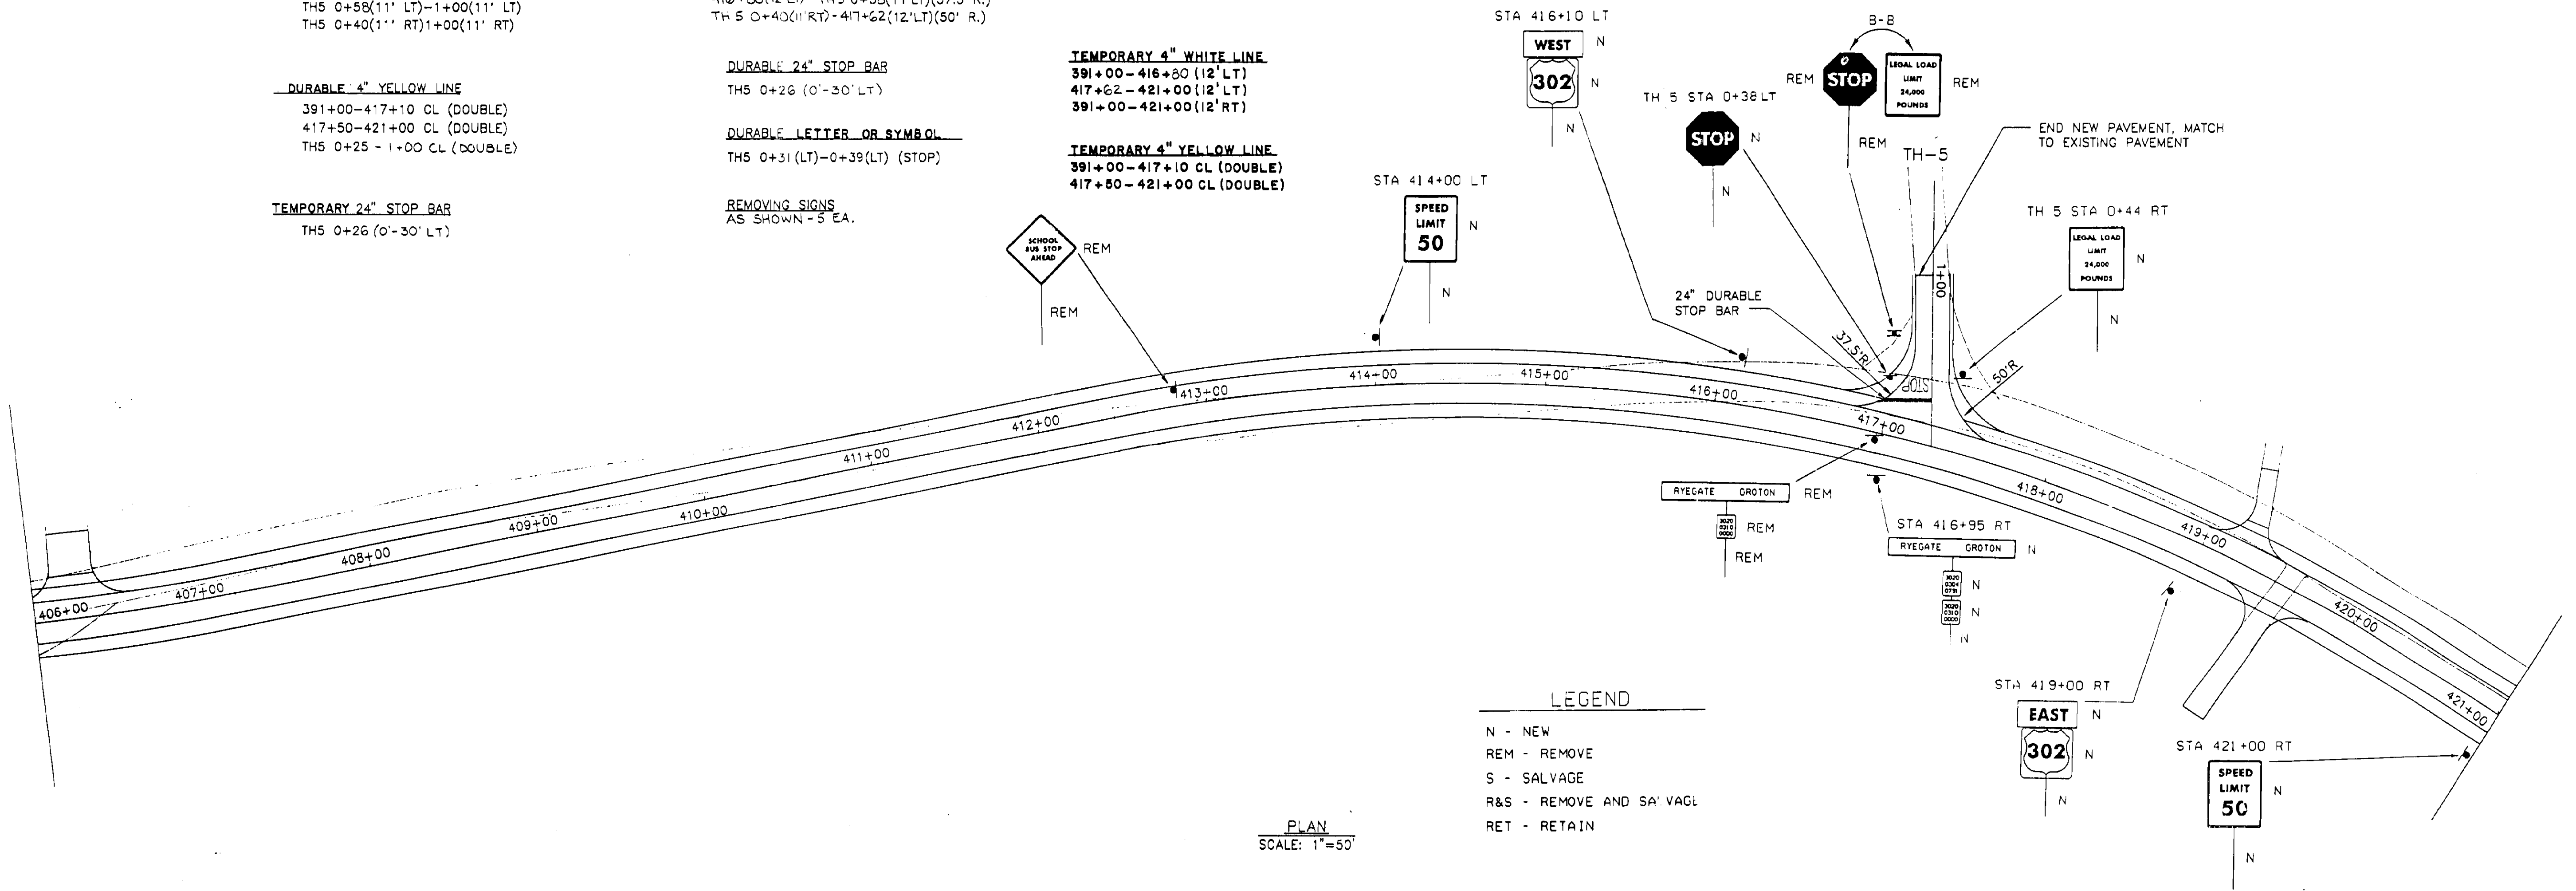 TH5 0+58(11' LT)-1+00(11' LT)
TH5 0+40(11' RT)1+00(11' RT)
DURABLE 4" YELLOW LINE
391+00-417+10 CL (DOUBLE)
417+50-421+00 CL (DOUBLE)
TH5 0+25 - 1+00 CL (DOUBLE)
TEMPORARY 24" STOP BAR
TH5 0+26 (0'-30' LT)
TH 5 0+40(11'RT)-417+62(12'LT)(50' R.)
DURABLE 24" STOP BAR
TH5 0+26 (0'-30' LT)
DURABLE LETTER OR SYMBOL
TH5 0+31(LT)-0+39(LT) (STOP)
REMOVING SIGNS
AS SHOWN - 5 EA.
TEMPORARY 4" WHITE LINE
391+00-416+80 (12' LT)
417+62-421+00 (12' LT)
391+00-421+00 (12' RT)
TEMPORARY 4" YELLOW LINE
391+00-417+10 CL (DOUBLE)
417+50-421+00 CL (DOUBLE)
SCHOOL
BUS STOP
AHEAD
REM
REM
STA 414+00 LT
SPEED
LIMIT
50
N
N
STA 416+10 LT
WEST
N
302
N
N
TH 5 STA 0+38 LT
STOP
N
N
B-B
REM
STOP
LEGAL LOAD
LIMIT
24,000
POUNDS
REM
REM
TH-5
END NEW PAVEMENT, MATCH
TO EXISTING PAVEMENT
TH 5 STA 0+44 RT
LEGAL LOAD
LIMIT
24,000
POUNDS
N
N
1+00
24" DURABLE
STOP BAR
37.5'R
50'R
STOP
406+00
407+00
408+00
409+00
410+00
411+00
412+00
413+00
414+00
415+00
416+00
417+00
418+00
419+00
420+00
421+00
RYEGATE GROTON
REM
3020
0310
0000
REM
REM
STA 416+95 RT
RYEGATE GROTON
N
3020
0304
0791
N
3020
0310
0000
N
N
STA 419+00 RT
EAST
N
302
N
N
STA 421+00 RT
SPEED
LIMIT
50
N
N
LEGEND
N - NEW
REM - REMOVE
S - SALVAGE
R&S - REMOVE AND
RET - RETAIN
PLAN
SCALE: 1"=50'